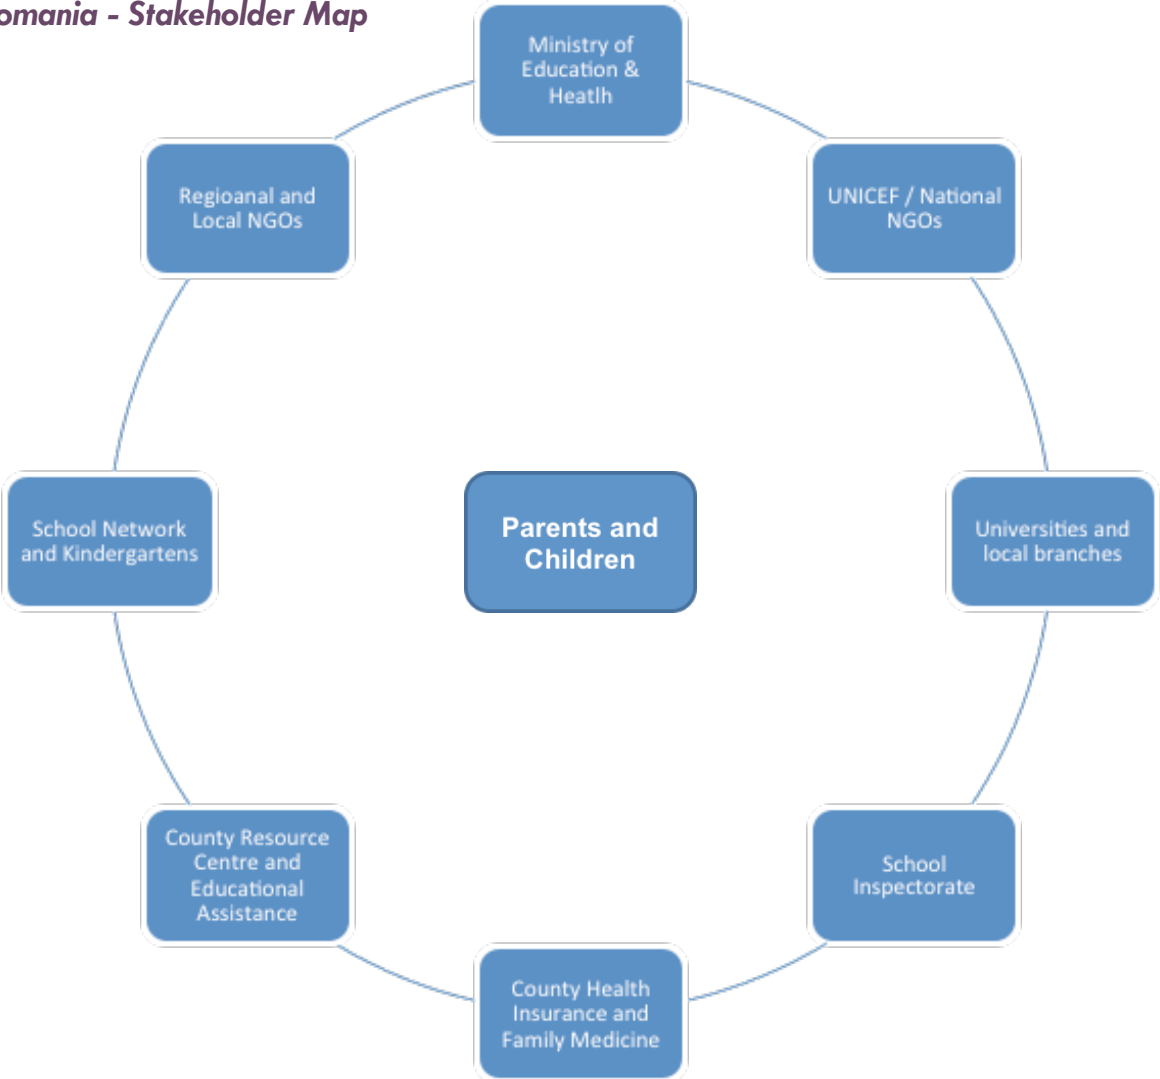 omania - Stakeholder Map
Ministry of
Education &
Heatlh
UNICEF / National
NGOs
Universities and
local branches
School
Inspectorate
County Health
Insurance and
Family Medicine
County Resource
Centre and
Educational
Assistance
School Network
and Kindergartens
Regioanal and
Local NGOs
Parents and
Children